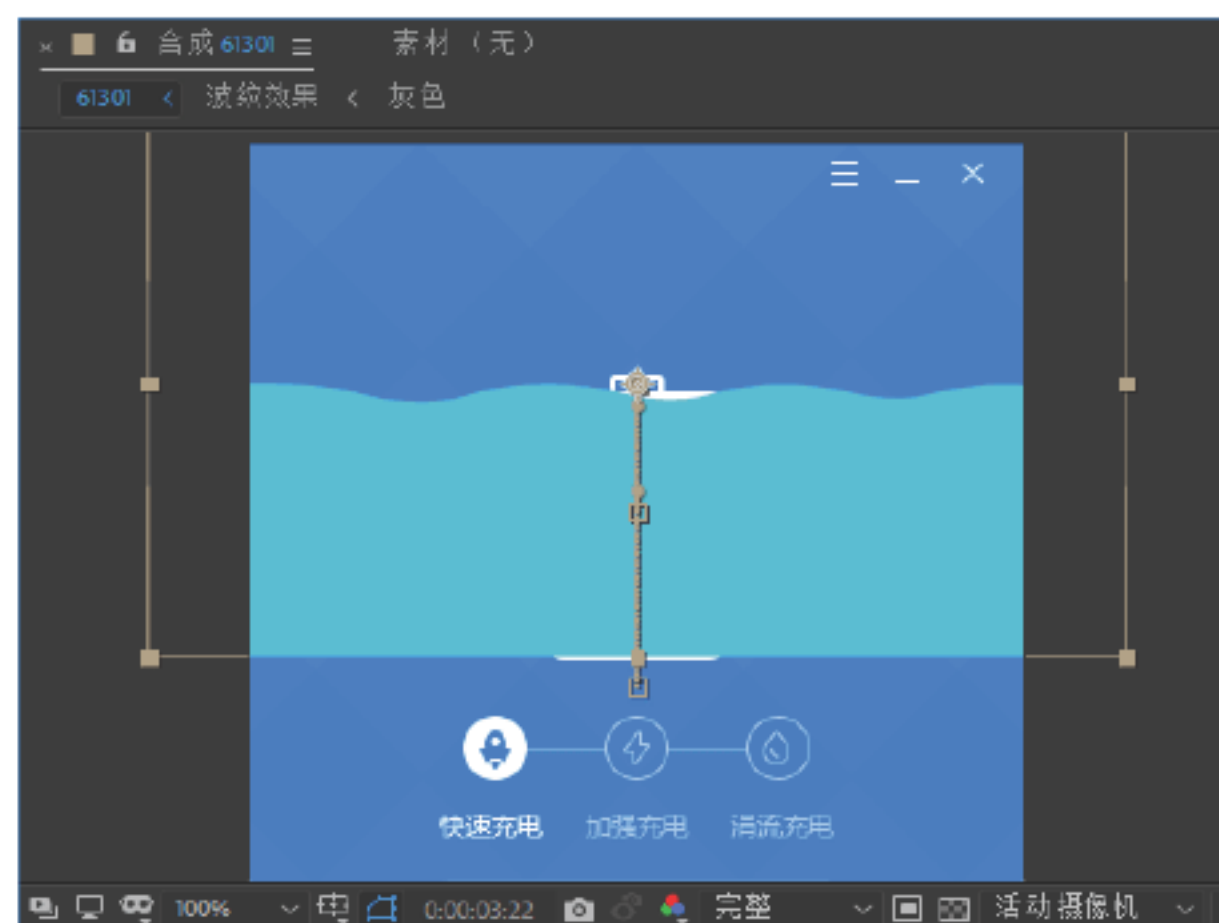 合成 61301 素材（无）
61301 < 波纹效果 < 灰色
快速充电 加强充电 涓流充电
100% 0:00:03:22 完整 活动摄像机